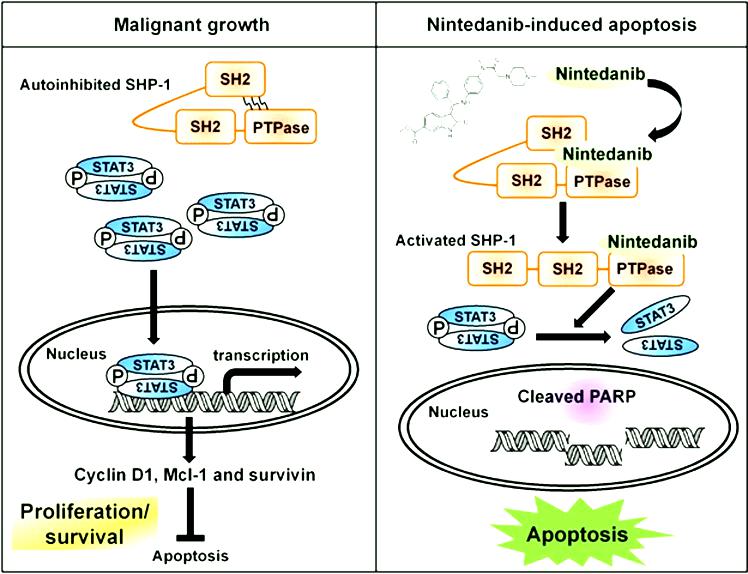 Malignant growth
Autoinhibited SHP-1
SH2
SH2
PTPase
P
STAT3
STAT3
P
P
STAT3
STAT3
P
P
STAT3
STAT3
P
Nucleus
P
STAT3
STAT3
P
transcription
Cyclin D1, Mcl-1 and survivin
Proliferation/
survival
Apoptosis
Nintedanib-induced apoptosis
Nintedanib
SH2
Nintedanib
SH2
PTPase
Activated SHP-1
Nintedanib
SH2
SH2
PTPase
P
STAT3
STAT3
P
STAT3
STAT3
Nucleus
Cleaved PARP
Apoptosis